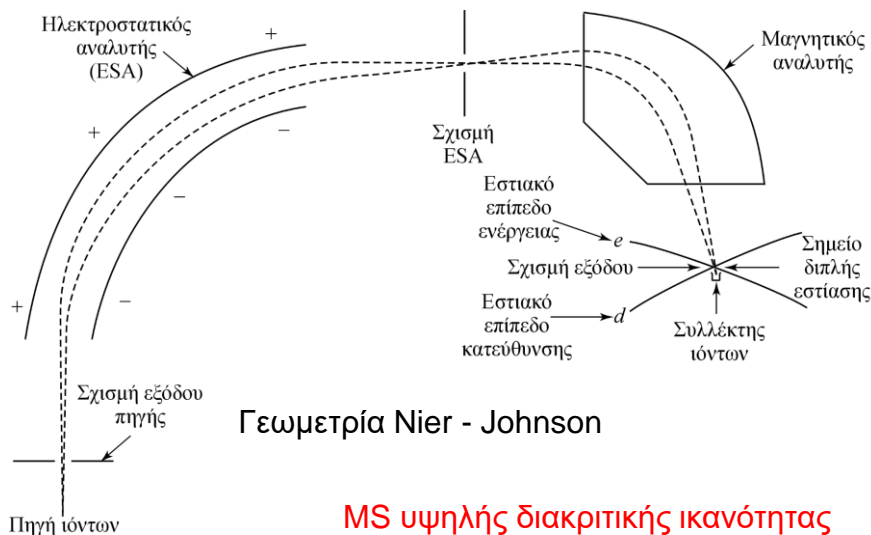 Ηλεκτροστατικός
αναλυτής
(ESA)
+
+
+
−
−
−
Σχισμή
ESA
Μαγνητικός
αναλυτής
Εστιακό
επίπεδο
ενέργειας
e
Σχισμή εξόδου
Σημείο
διπλής
εστίασης
Εστιακό
επίπεδο
κατεύθυνσης
d
Συλλέκτης
ιόντων
Σχισμή εξόδου
πηγής
Γεωμετρία Nier - Johnson
Πηγή ιόντων
MS υψηλής διακριτικής ικανότητας